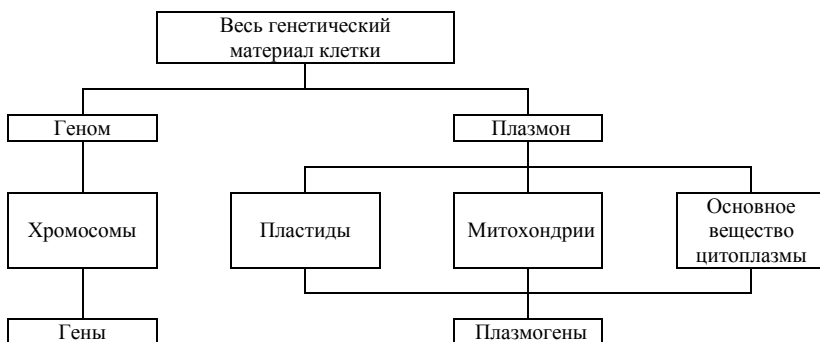 Весь генетический
материал клетки
Геном
Плазмон
Хромосомы
Пластиды
Митохондрии
Основное
вещество
цитоплазмы
Гены
Плазмогены